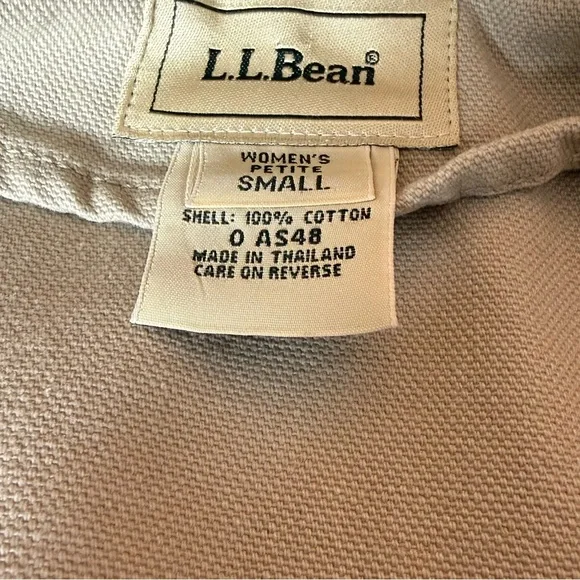 L.L.Bean®
WOMEN'S
PETITE
SMALL
SHELL: 100% COTTON
0 AS48
MADE IN THAILAND
CARE ON REVERSE